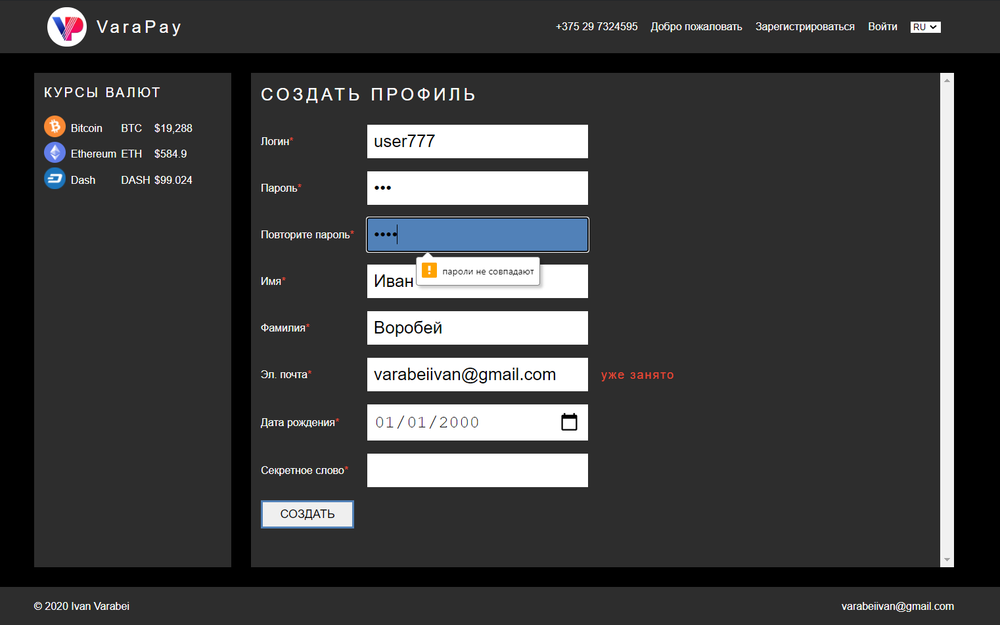 VaraPay
+375 29 7324595 Добро пожаловать Зарегистрироваться Войти RU
КУРСЫ ВАЛЮТ
Bitcoin BTC $19,288
Ethereum ETH $584.9
Dash DASH $99.024
СОЗДАТЬ ПРОФИЛЬ
Логин* user777
Пароль* •••
Повторите пароль* ••••
! пароли не совпадают
Имя* Иван
Фамилия* Воробей
Эл. почта* varabeiivan@gmail.com уже занято
Дата рождения* 01/01/2000
Секретное слово*
СОЗДАТЬ
© 2020 Ivan Varabei
varabeiivan@gmail.com